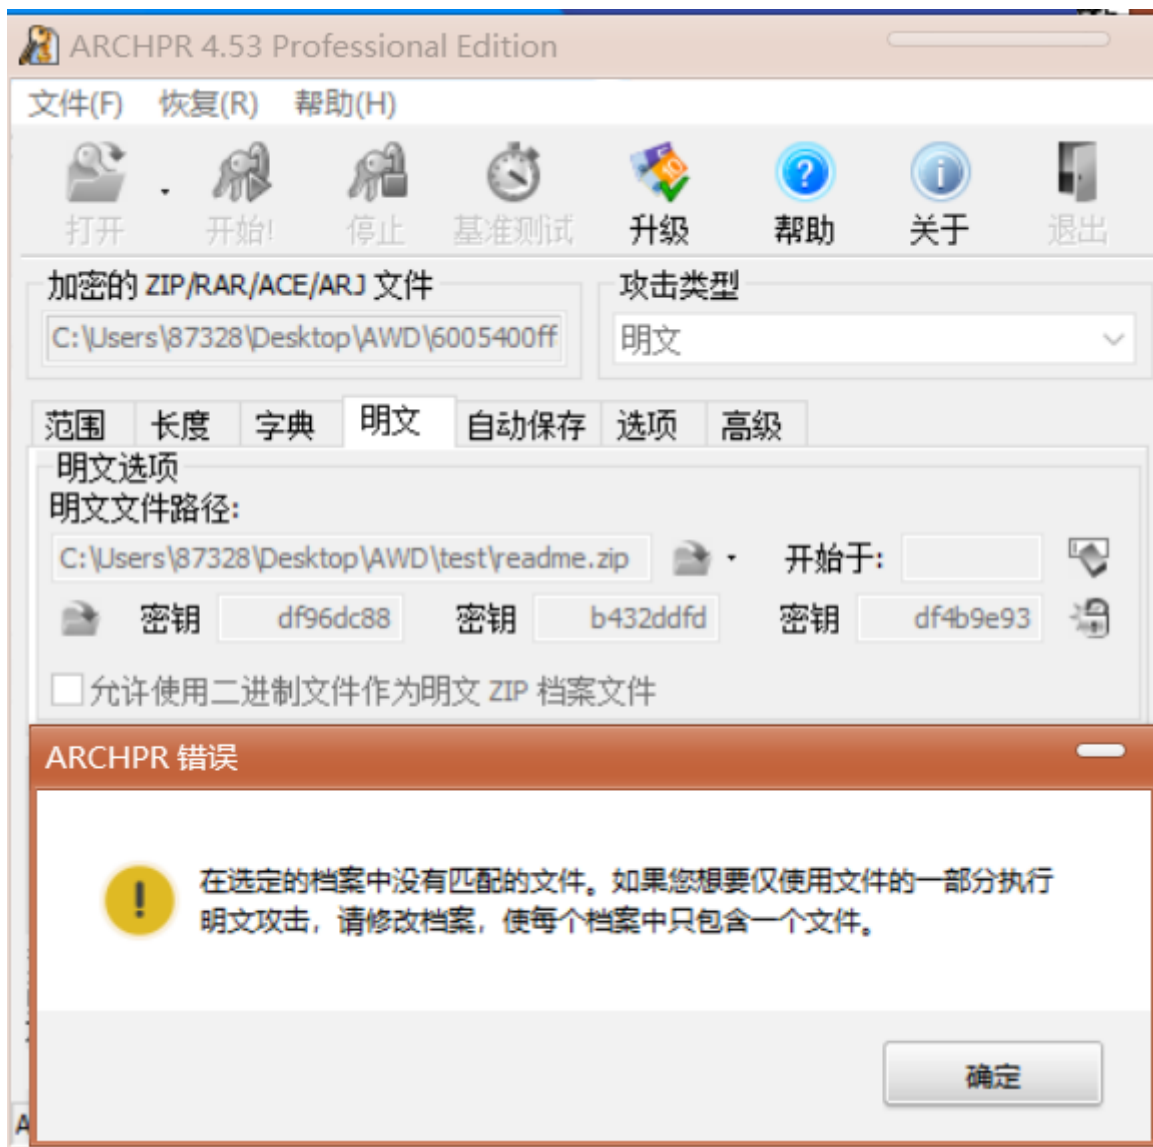 ARCHPR 4.53 Professional Edition
文件(F) 恢复(R) 帮助(H)
打开 开始! 停止 基准测试 升级 帮助 关于 退出
加密的 ZIP/RAR/ACE/ARJ 文件 攻击类型
C:\Users\87328\Desktop\AWD\6005400ff 明文
范围 长度 字典 明文 自动保存 选项 高级
明文选项
明文文件路径:
C:\Users\87328\Desktop\AWD\test\readme.zip 开始于:
密钥 df96dc88 密钥 b432ddfd 密钥 df4b9e93
允许使用二进制文件作为明文 ZIP 档案文件
ARCHPR 错误
在选定的档案中没有匹配的文件。如果您想要仅使用文件的一部分执行
明文攻击，请修改档案，使每个档案中只包含一个文件。
确定